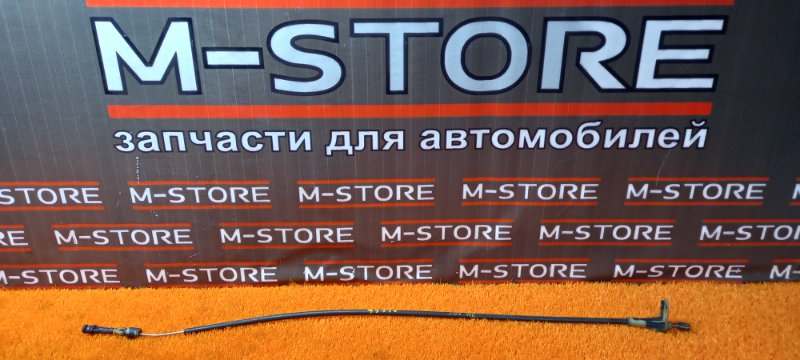 M-STORE
запчасти для автомобилей
M-STORE M-STORE M-STORE M-STORE M-STORE
RE M-STORE M-STORE M-STORE M-STORE M-STORE
M-STORE M-STORE M-STORE M-STORE M-STORE